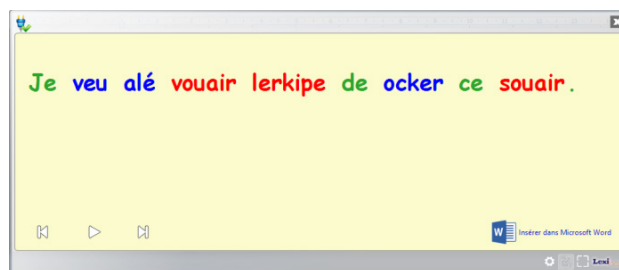 Je veu alé vouair lerkipe de ocker ce souair.
Insérer dans Microsoft Word
Lexi